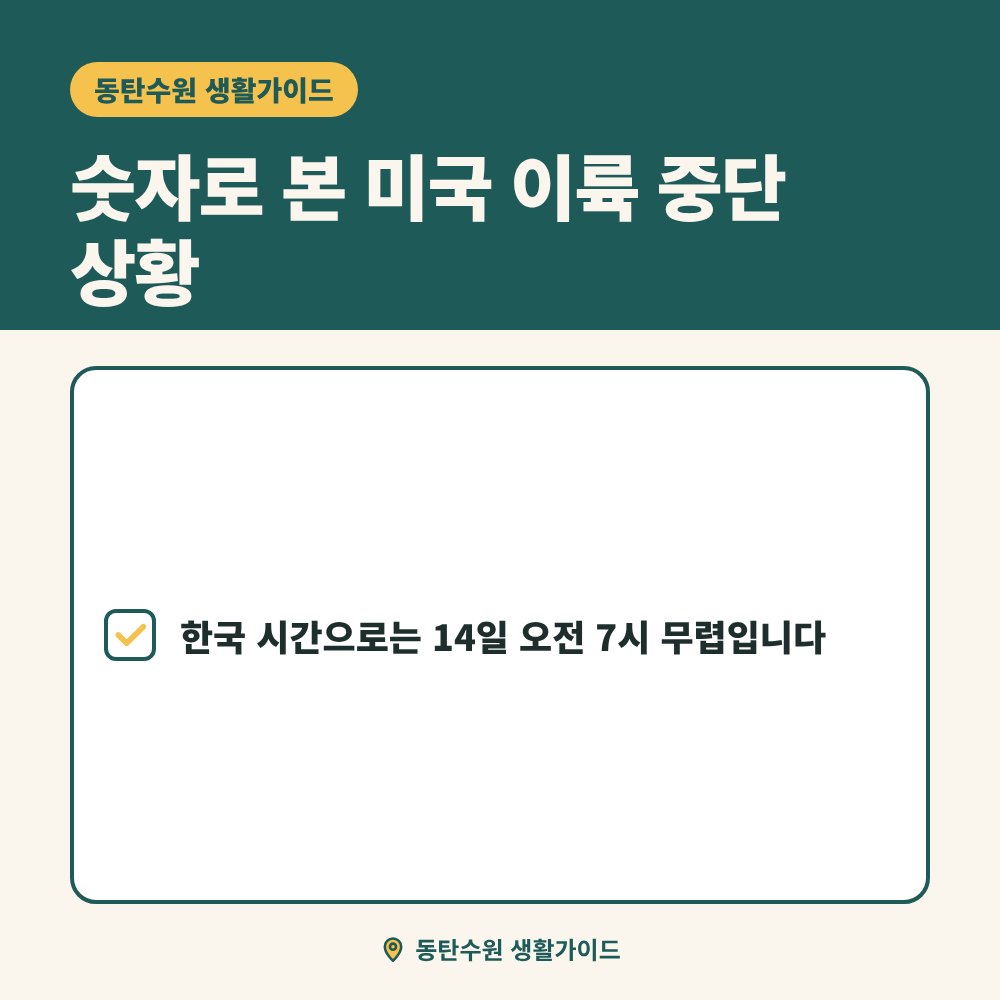 동탄수원 생활가이드
숫자로 본 미국 이륙 중단
상황
한국 시간으로는 14일 오전 7시 무렵입니다
동탄수원 생활가이드